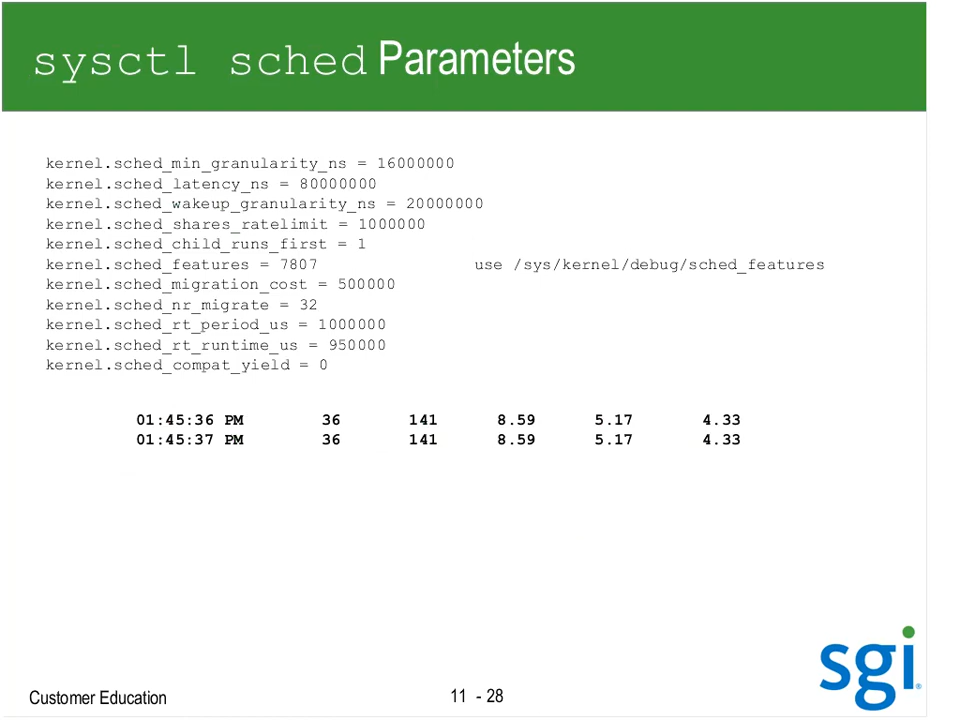 sysctl sched Parameters
kernel.sched_min_granularity_ns = 16000000
kernel.sched_latency_ns = 80000000
kernel.sched_wakeup_granularity_ns = 20000000
kernel.sched_shares_ratelimit = 1000000
kernel.sched_child_runs_first = 1
kernel.sched_features = 7807 use /sys/kernel/debug/sched_features
kernel.sched_migration_cost = 500000
kernel.sched_nr_migrate = 32
kernel.sched_rt_period_us = 1000000
kernel.sched_rt_runtime_us = 950000
kernel.sched_compat_yield = 0
01:45:36 PM 36 141 8.59 5.17 4.33
01:45:37 PM 36 141 8.59 5.17 4.33
Customer Education 11 - 28
sgi®